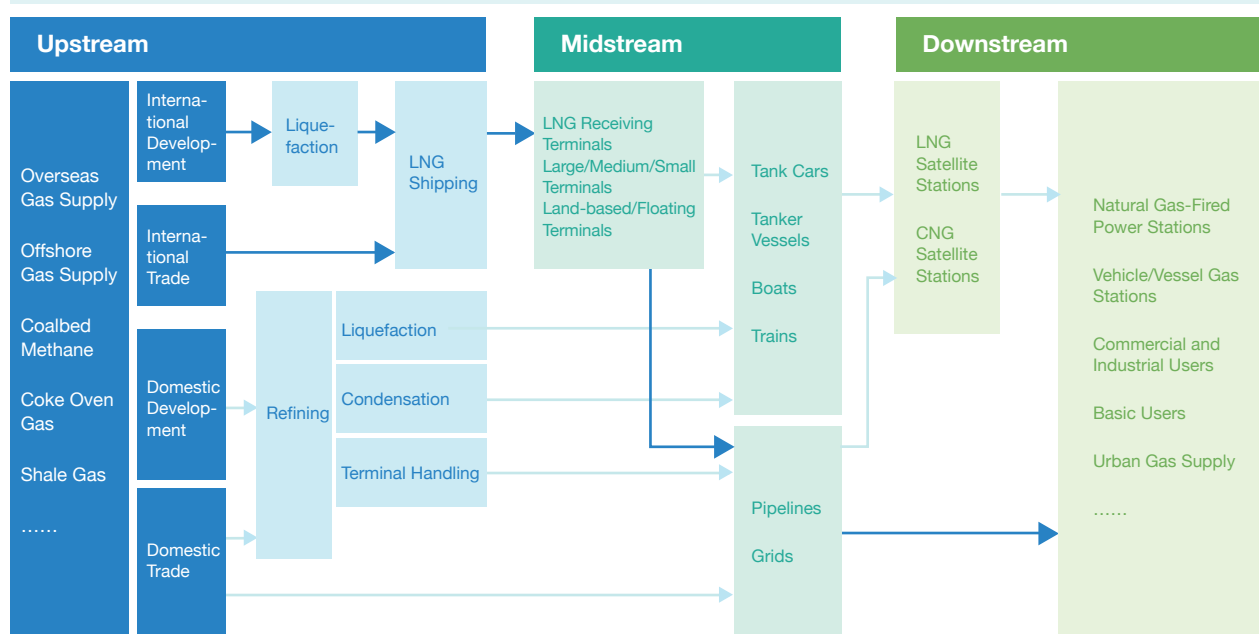 Upstream
Midstream
Downstream
Overseas
Gas Supply
Offshore
Gas Supply
Coalbed
Methane
Coke Oven
Gas
Shale Gas
......
Interna-
tional
Develop-
ment
Interna-
tional
Trade
Domestic
Develop-
ment
Domestic
Trade
Lique-
faction
LNG
Shipping
Refining
Liquefaction
Condensation
Terminal Handling
LNG Receiving
Terminals
Large/Medium/Small
Terminals
Land-based/Floating
Terminals
Tank Cars
Tanker
Vessels
Boats
Trains
Pipelines
Grids
LNG
Satellite
Stations
CNG
Satellite
Stations
Natural Gas-Fired
Power Stations
Vehicle/Vessel Gas
Stations
Commercial and
Industrial Users
Basic Users
Urban Gas Supply
......